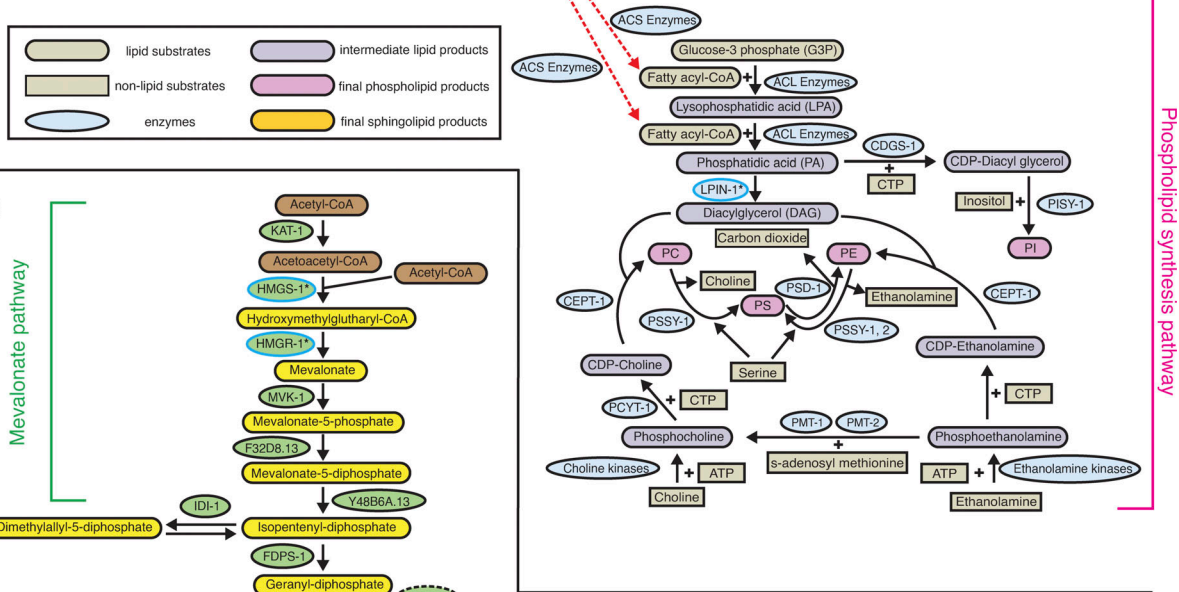 lipid substrates
intermediate lipid products
non-lipid substrates
final phospholipid products
enzymes
final sphingolipid products
ACS Enzymes
Glucose-3 phosphate (G3P)
ACS Enzymes
Fatty acyl-CoA
+
ACL Enzymes
Lysophosphatidic acid (LPA)
Fatty acyl-CoA
+
ACL Enzymes
Phosphatidic acid (PA)
CDGS-1
+
CTP
CDP-Diacyl glycerol
LPIN-1*
Inositol
+
PISY-1
PI
Diacylglycerol (DAG)
Carbon dioxide
PC
PE
Choline
PSD-1
Ethanolamine
PS
CEPT-1
CEPT-1
PSSY-1
PSSY-1, 2
Serine
CDP-Choline
CDP-Ethanolamine
PCYT-1
+
CTP
+
CTP
Phosphocholine
PMT-1
PMT-2
+
s-adenosyl methionine
Phosphoethanolamine
Choline kinases
+
ATP
ATP
+
Ethanolamine kinases
Choline
Ethanolamine
Phospholipid synthesis pathway
Mevalonate pathway
Acetyl-CoA
KAT-1
Acetoacetyl-CoA
Acetyl-CoA
HMGS-1*
Hydroxymethylglutharyl-CoA
HMGR-1*
Mevalonate
MVK-1
Mevalonate-5-phosphate
F32D8.13
Mevalonate-5-diphosphate
Y48B6A.13
IDI-1
Dimethylallyl-5-diphosphate
Isopentenyl-diphosphate
FDPS-1
Geranyl-diphosphate